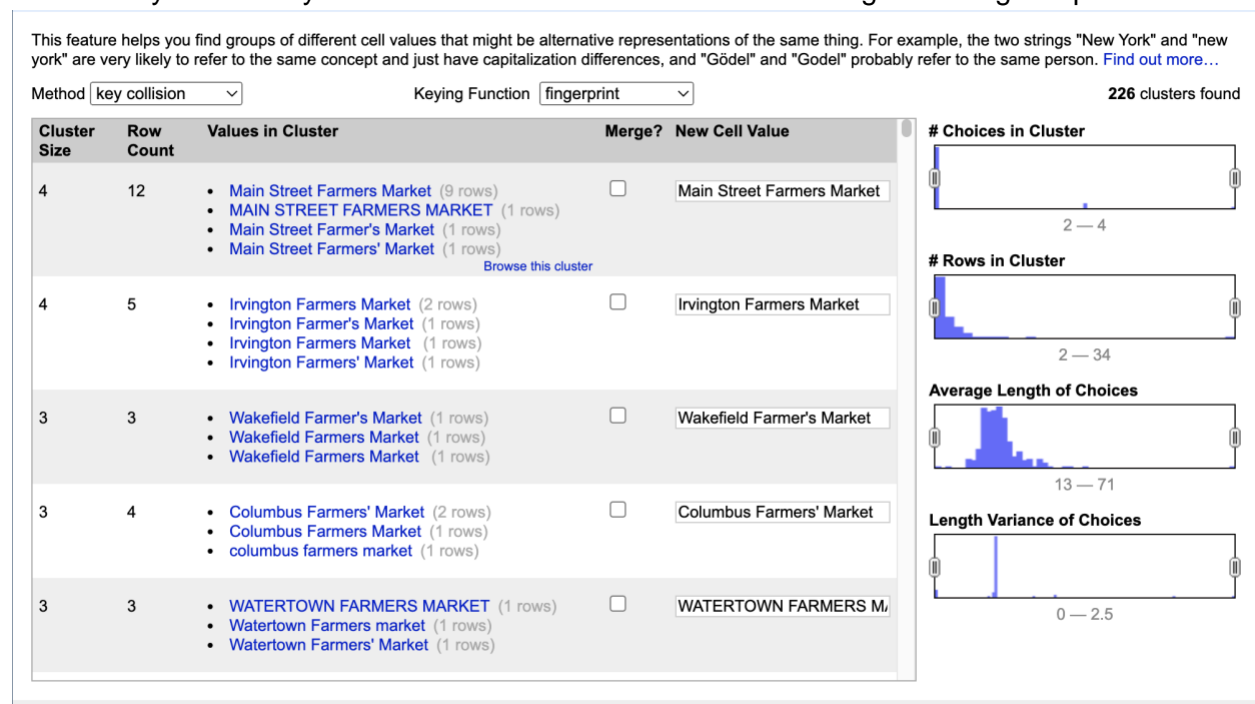 This feature helps you find groups of different cell values that might be alternative representations of the same thing. For example, the two strings "New York" and "new
york" are very likely to refer to the same concept and just have capitalization differences, and "Gödel" and "Godel" probably refer to the same person. Find out more…
Method key collision Keying Function fingerprint 226 clusters found
Cluster Size Row Count Values in Cluster Merge? New Cell Value
4 12
• Main Street Farmers Market (9 rows) Main Street Farmers Market
• MAIN STREET FARMERS MARKET (1 rows)
• Main Street Farmer's Market (1 rows)
• Main Street Farmers' Market (1 rows)
Browse this cluster
4 5
• Irvington Farmers Market (2 rows) Irvington Farmers Market
• Irvington Farmer's Market (1 rows)
• Irvington Farmers Market (1 rows)
• Irvington Farmers' Market (1 rows)
3 3
• Wakefield Farmer's Market (1 rows) Wakefield Farmer's Market
• Wakefield Farmers Market (1 rows)
• Wakefield Farmers Market (1 rows)
3 4
• Columbus Farmers' Market (2 rows) Columbus Farmers' Market
• Columbus Farmers Market (1 rows)
• columbus farmers market (1 rows)
3 3
• WATERTOWN FARMERS MARKET (1 rows) WATERTOWN FARMERS M
• Watertown Farmers market (1 rows)
• Watertown Farmers' Market (1 rows)
# Choices in Cluster
2 — 4
# Rows in Cluster
2 — 34
Average Length of Choices
13 — 71
Length Variance of Choices
0 — 2.5